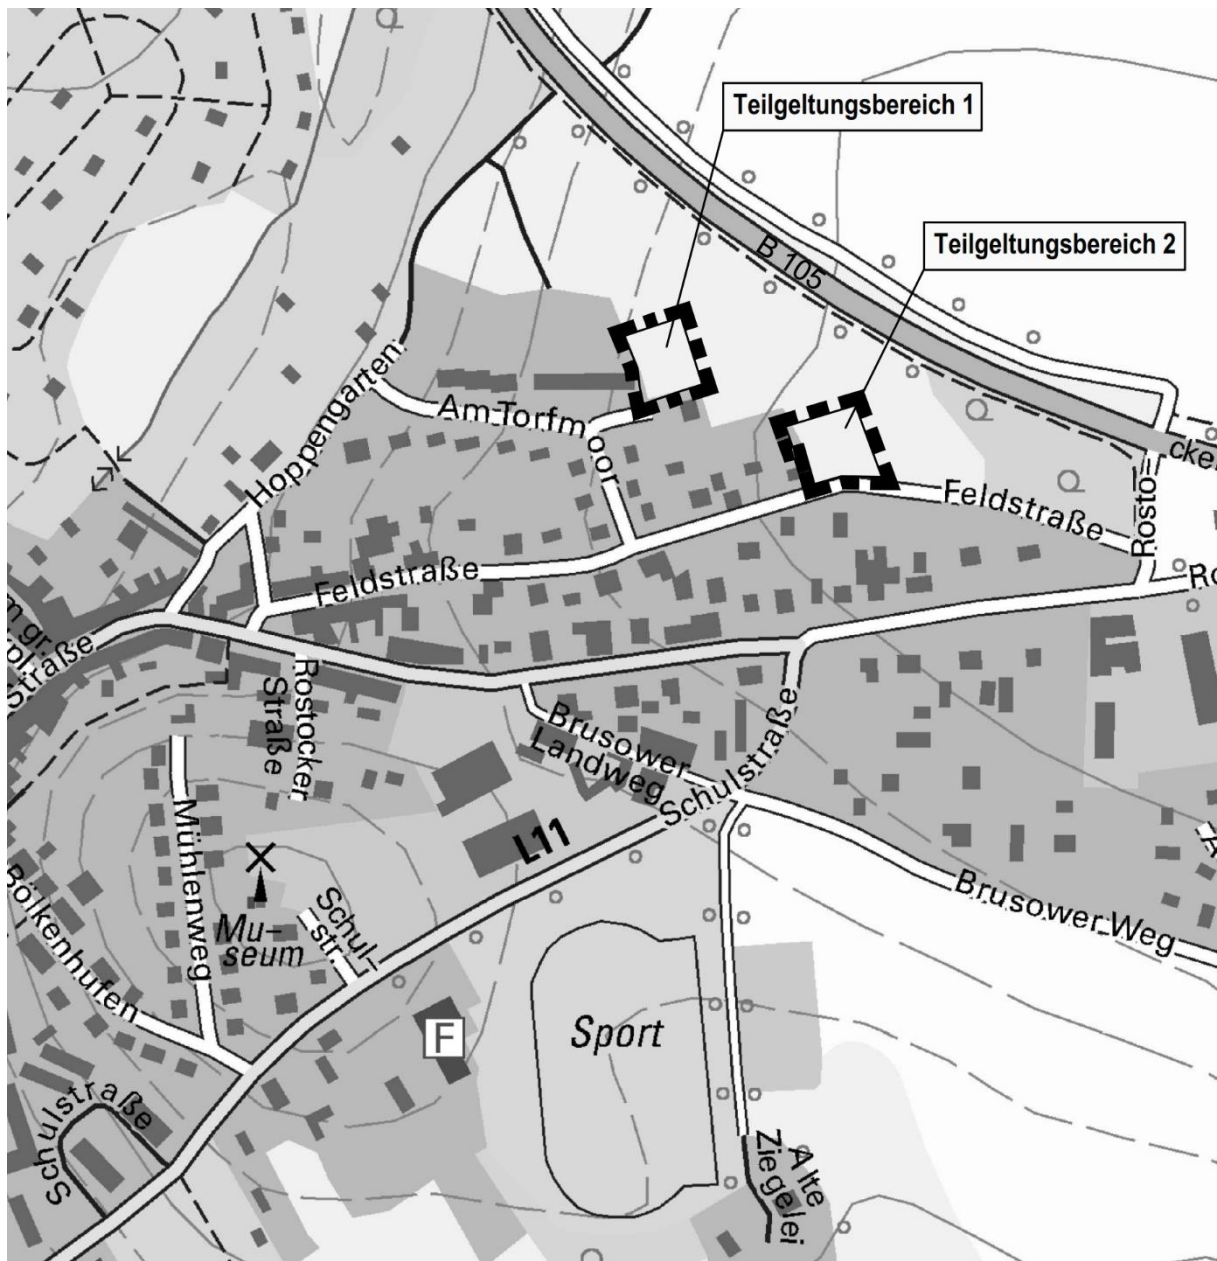 Teilgeltungsbereich 1
Teilgeltungsbereich 2
B 105
Hoppengarten
Am Torfmoor
Feldstraße
Rosto-
cker
Feldstraße
Straße
Rostocker
Straße
Brusower
Landweg
Schulstraße
L11
Mühlenweg
Bölkenhufen
Mu-
seum
Schul-
str.
Brusower Weg
F
Sport
Schulstraße
Alte
Ziegelei